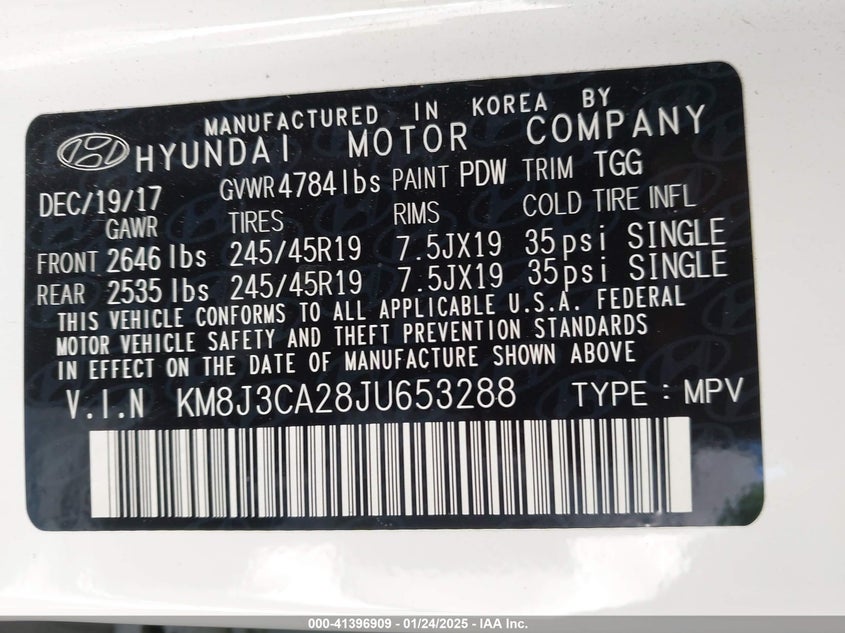 MANUFACTURED IN KOREA BY
HYUNDAI MOTOR COMPANY
DEC/19/17 GVWR 4784lbs PAINT PDW TRIM TGG
GAWR TIRES RIMS COLD TIRE INFL
FRONT 2646 lbs 245/45R19 7.5JX19 35psi SINGLE
REAR 2535 lbs 245/45R19 7.5JX19 35psi SINGLE
THIS VEHICLE CONFORMS TO ALL APPLICABLE U.S.A. FEDERAL
MOTOR VEHICLE SAFETY AND THEFT PREVENTION STANDARDS
IN EFFECT ON THE DATE OF MANUFACTURE SHOWN ABOVE
V.I.N KM8J3CA28JU653288 TYPE : MPV
000-41396909 - 01/24/2025 - IAA Inc.